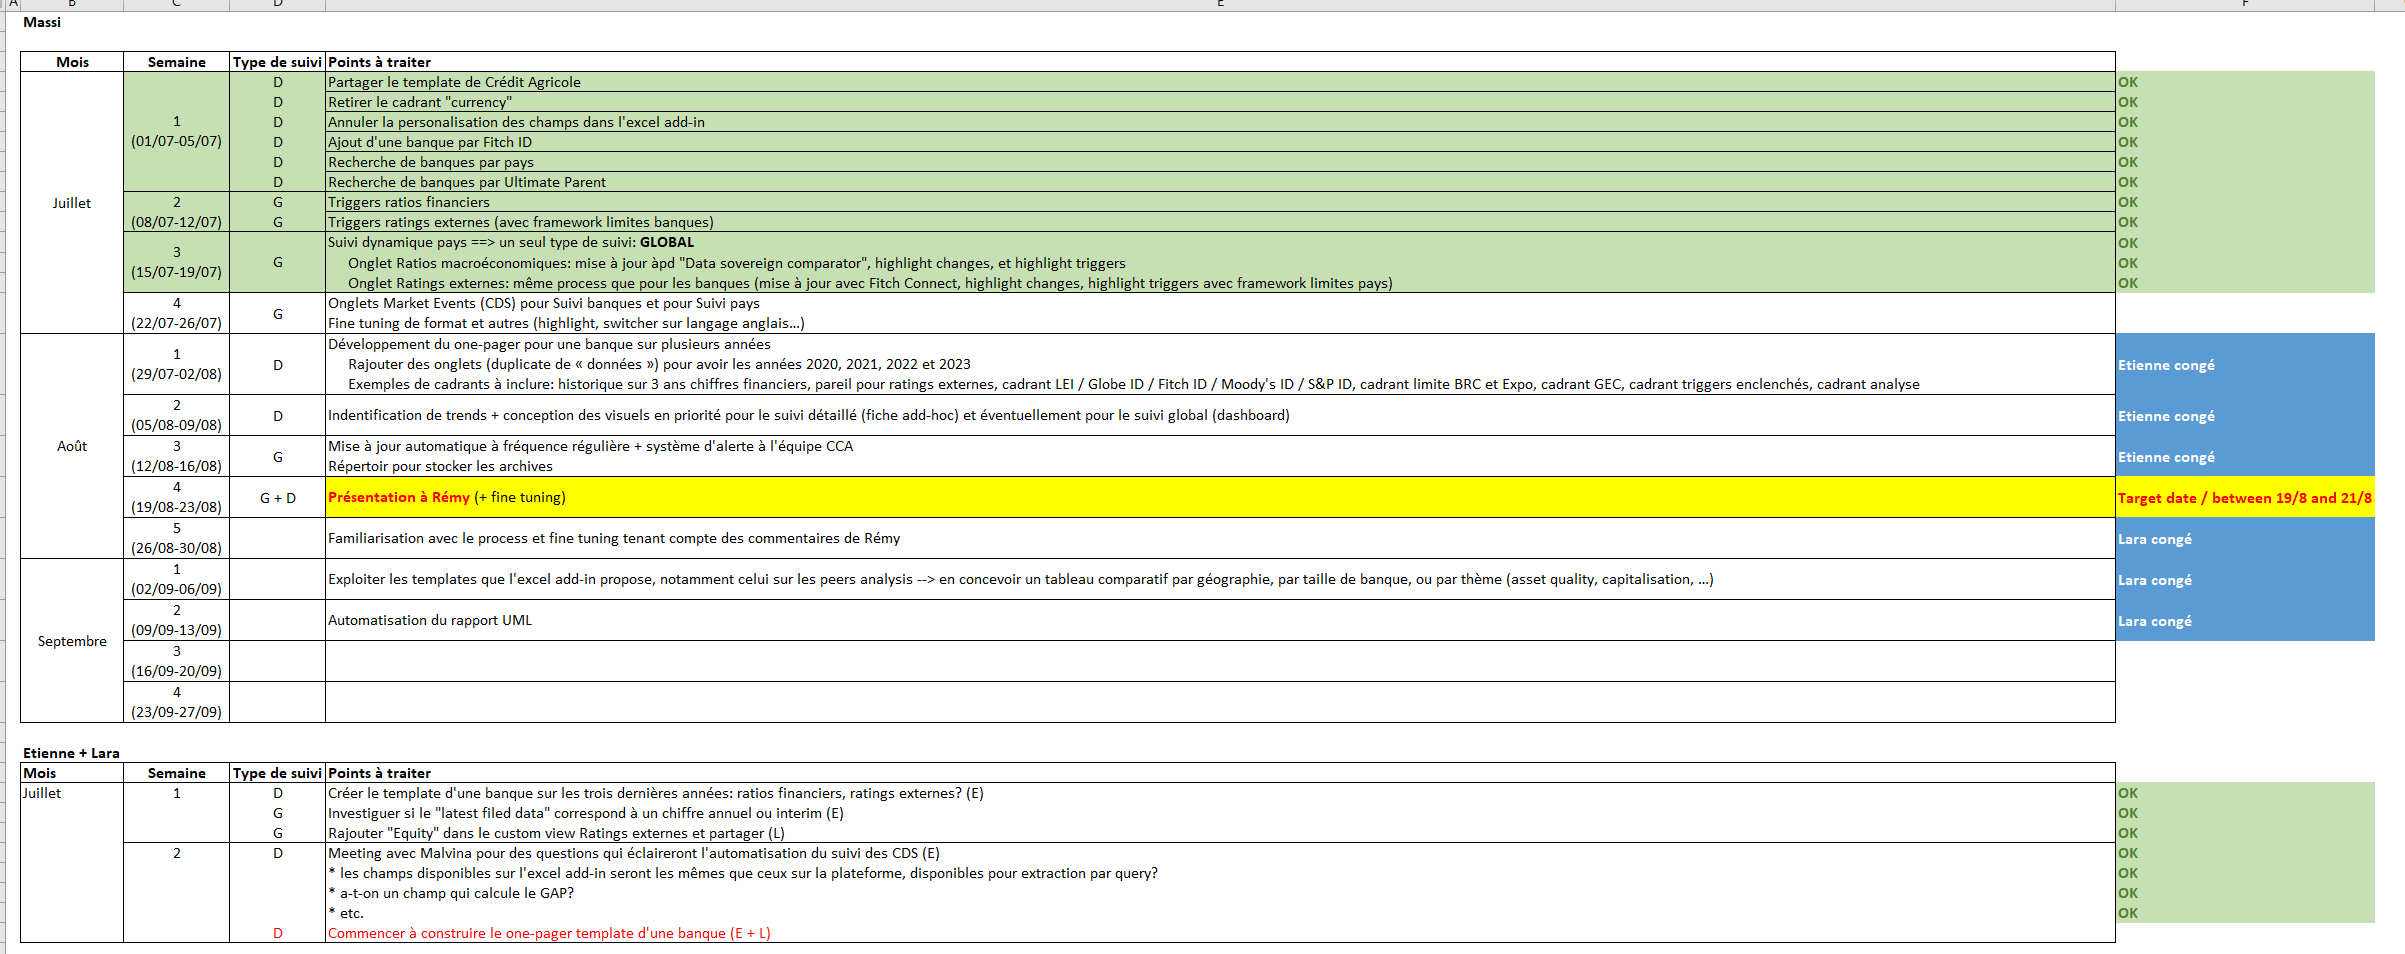 A B C D E F
Massi
Mois Semaine Type de suivi Points à traiter
Juillet
1
(01/07-05/07)
D Partager le template de Crédit Agricole OK
D Retirer le cadrant "currency" OK
D Annuler la personalisation des champs dans l'excel add-in OK
D Ajout d'une banque par Fitch ID OK
D Recherche de banques par pays OK
D Recherche de banques par Ultimate Parent OK
2
(08/07-12/07)
G Triggers ratios financiers OK
G Triggers ratings externes (avec framework limites banques) OK
3
(15/07-19/07)
G
Suivi dynamique pays ==> un seul type de suivi: GLOBAL OK
Onglet Ratios macroéconomiques: mise à jour àpd "Data sovereign comparator", highlight changes, et highlight triggers OK
Onglet Ratings externes: même process que pour les banques (mise à jour avec Fitch Connect, highlight changes, highlight triggers avec framework limites pays) OK
4
(22/07-26/07)
G
Onglets Market Events (CDS) pour Suivi banques et pour Suivi pays
Fine tuning de format et autres (highlight, switcher sur langage anglais...)
Août
1
(29/07-02/08)
D
Développement du one-pager pour une banque sur plusieurs années
Rajouter des onglets (duplicate de « données ») pour avoir les années 2020, 2021, 2022 et 2023
Exemples de cadrants à inclure: historique sur 3 ans chiffres financiers, pareil pour ratings externes, cadrant LEI / Globe ID / Fitch ID / Moody's ID / S&P ID, cadrant limite BRC et Expo, cadrant GEC, cadrant triggers enclenchés, cadrant analyse
Etienne congé
2
(05/08-09/08)
D
Indentification de trends + conception des visuels en priorité pour le suivi détaillé (fiche add-hoc) et éventuellement pour le suivi global (dashboard)
Etienne congé
3
(12/08-16/08)
G
Mise à jour automatique à fréquence régulière + système d'alerte à l'équipe CCA
Répertoir pour stocker les archives
Etienne congé
4
(19/08-23/08)
G + D
Présentation à Rémy (+ fine tuning)
Target date / between 19/8 and 21/8
5
(26/08-30/08)
Familiarisation avec le process et fine tuning tenant compte des commentaires de Rémy
Lara congé
Septembre
1
(02/09-06/09)
Exploiter les templates que l'excel add-in propose, notamment celui sur les peers analysis --> en concevoir un tableau comparatif par géographie, par taille de banque, ou par thème (asset quality, capitalisation, ...)
Lara congé
2
(09/09-13/09)
Automatisation du rapport UML
Lara congé
3
(16/09-20/09)
4
(23/09-27/09)
Etienne + Lara
Mois Semaine Type de suivi Points à traiter
Juillet 1 D Créer le template d'une banque sur les trois dernières années: ratios financiers, ratings externes? (E) OK
G Investiguer si le "latest filed data" correspond à un chiffre annuel ou interim (E) OK
G Rajouter "Equity" dans le custom view Ratings externes et partager (L) OK
2 D Meeting avec Malvina pour des questions qui éclaireront l'automatisation du suivi des CDS (E) OK
* les champs disponibles sur l'excel add-in seront les mêmes que ceux sur la plateforme, disponibles pour extraction par query? OK
* a-t-on un champ qui calcule le GAP? OK
* etc. OK
D Commencer à construire le one-pager template d'une banque (E + L)